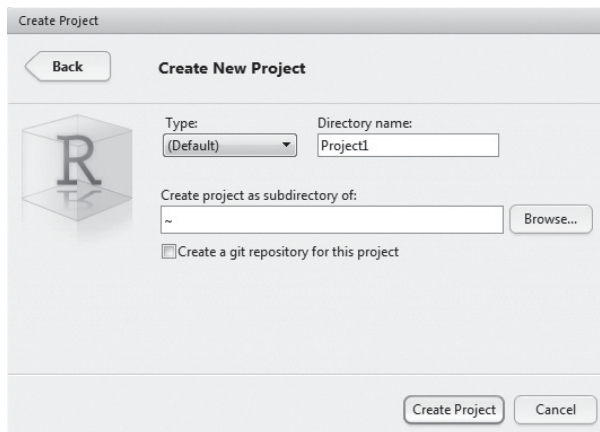 Create Project
Back
Create New Project
R
Type:
Directory name:
(Default)
Project1
Create project as subdirectory of:
~
Browse...
Create a git repository for this project
Create Project
Cancel